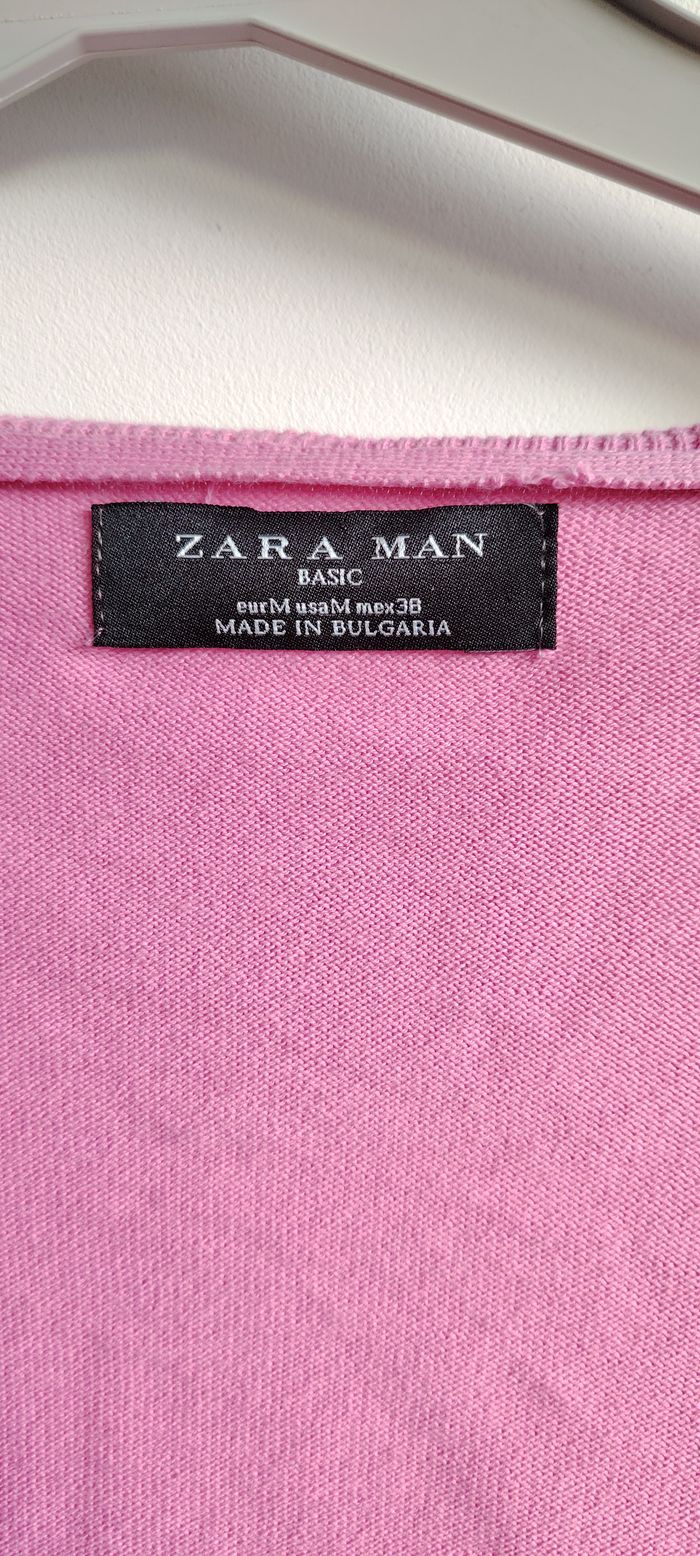 ZARA MAN
BASIC
eurM usaM mex38
MADE IN BULGARIA